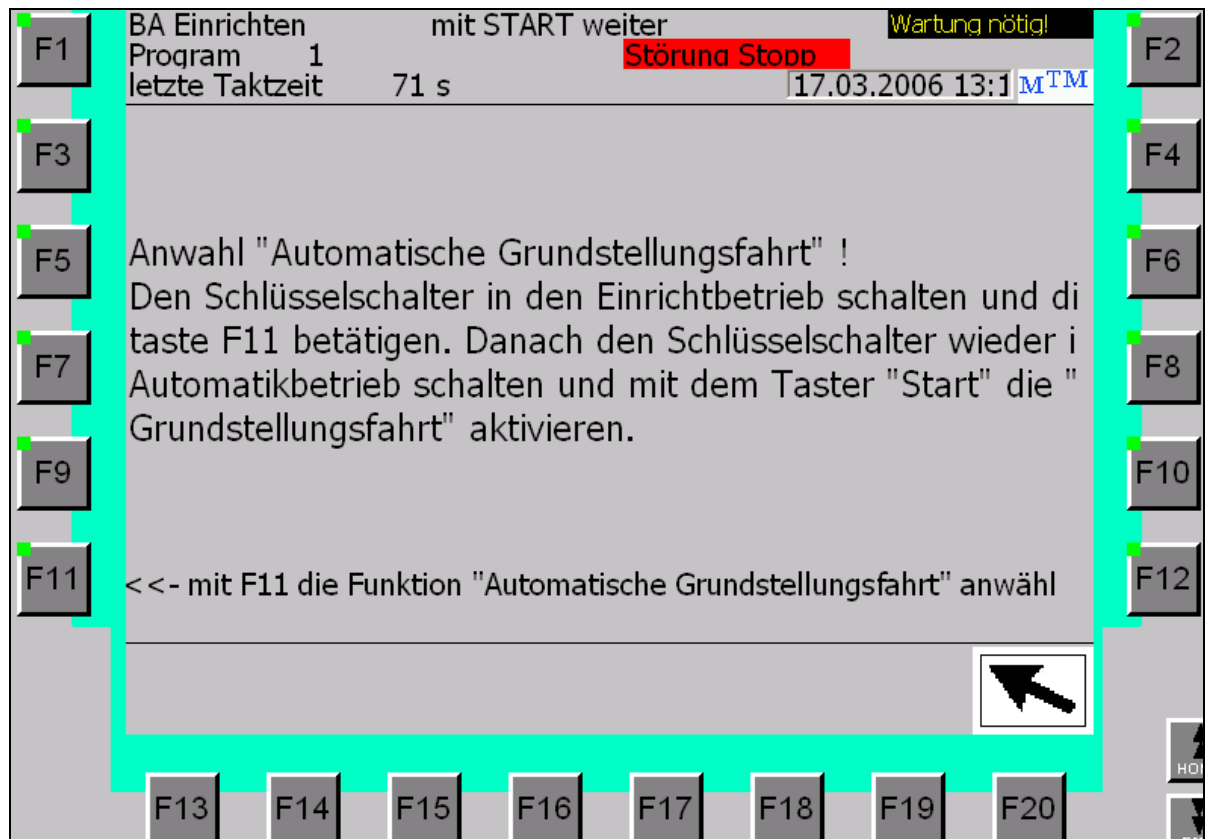 F1
BA Einrichten mit START weiter Wartung nötig!
F2
Program 1 Störung Stopp
letzte Taktzeit 71 s 17.03.2006 13:1 MTM
F3
F4
F5
Anwahl "Automatische Grundstellungsfahrt" !
F6
Den Schlüsselschalter in den Einrichtbetrieb schalten und di
taste F11 betätigen. Danach den Schlüsselschalter wieder i
F7
F8
Automatikbetrieb schalten und mit dem Taster "Start" die "
Grundstellungsfahrt" aktivieren.
F9
F10
F11
<<- mit F11 die Funktion "Automatische Grundstellungsfahrt" anwähl
F12
F13 F14 F15 F16 F17 F18 F19 F20